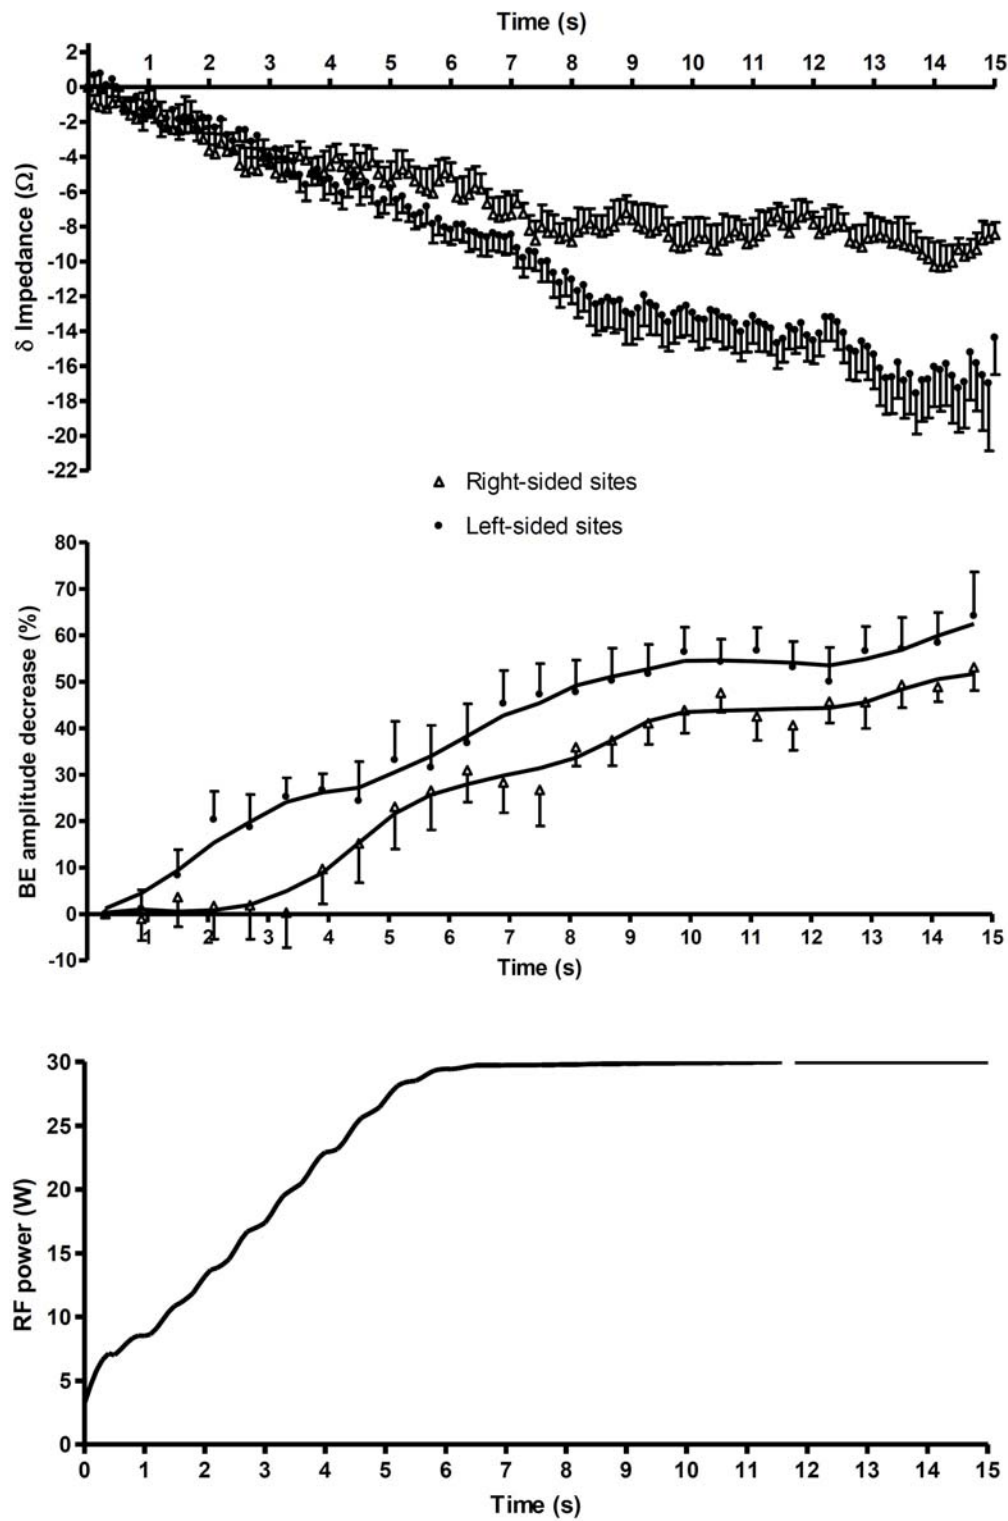 Time (s)
1 2 3 4 5 6 7 8 9 10 11 12 13 14 15
2
0
-2
-4
-6
-8
-10
-12
-14
-16
-18
-20
-22
δ Impedance (Ω)
Right-sided sites
Left-sided sites
80
70
60
50
40
30
20
10
0
-10
BE amplitude decrease (%)
1 2 3 4 5 6 7 8 9 10 11 12 13 14 15
Time (s)
30
25
20
15
10
5
0
RF power (W)
0 1 2 3 4 5 6 7 8 9 10 11 12 13 14 15
Time (s)